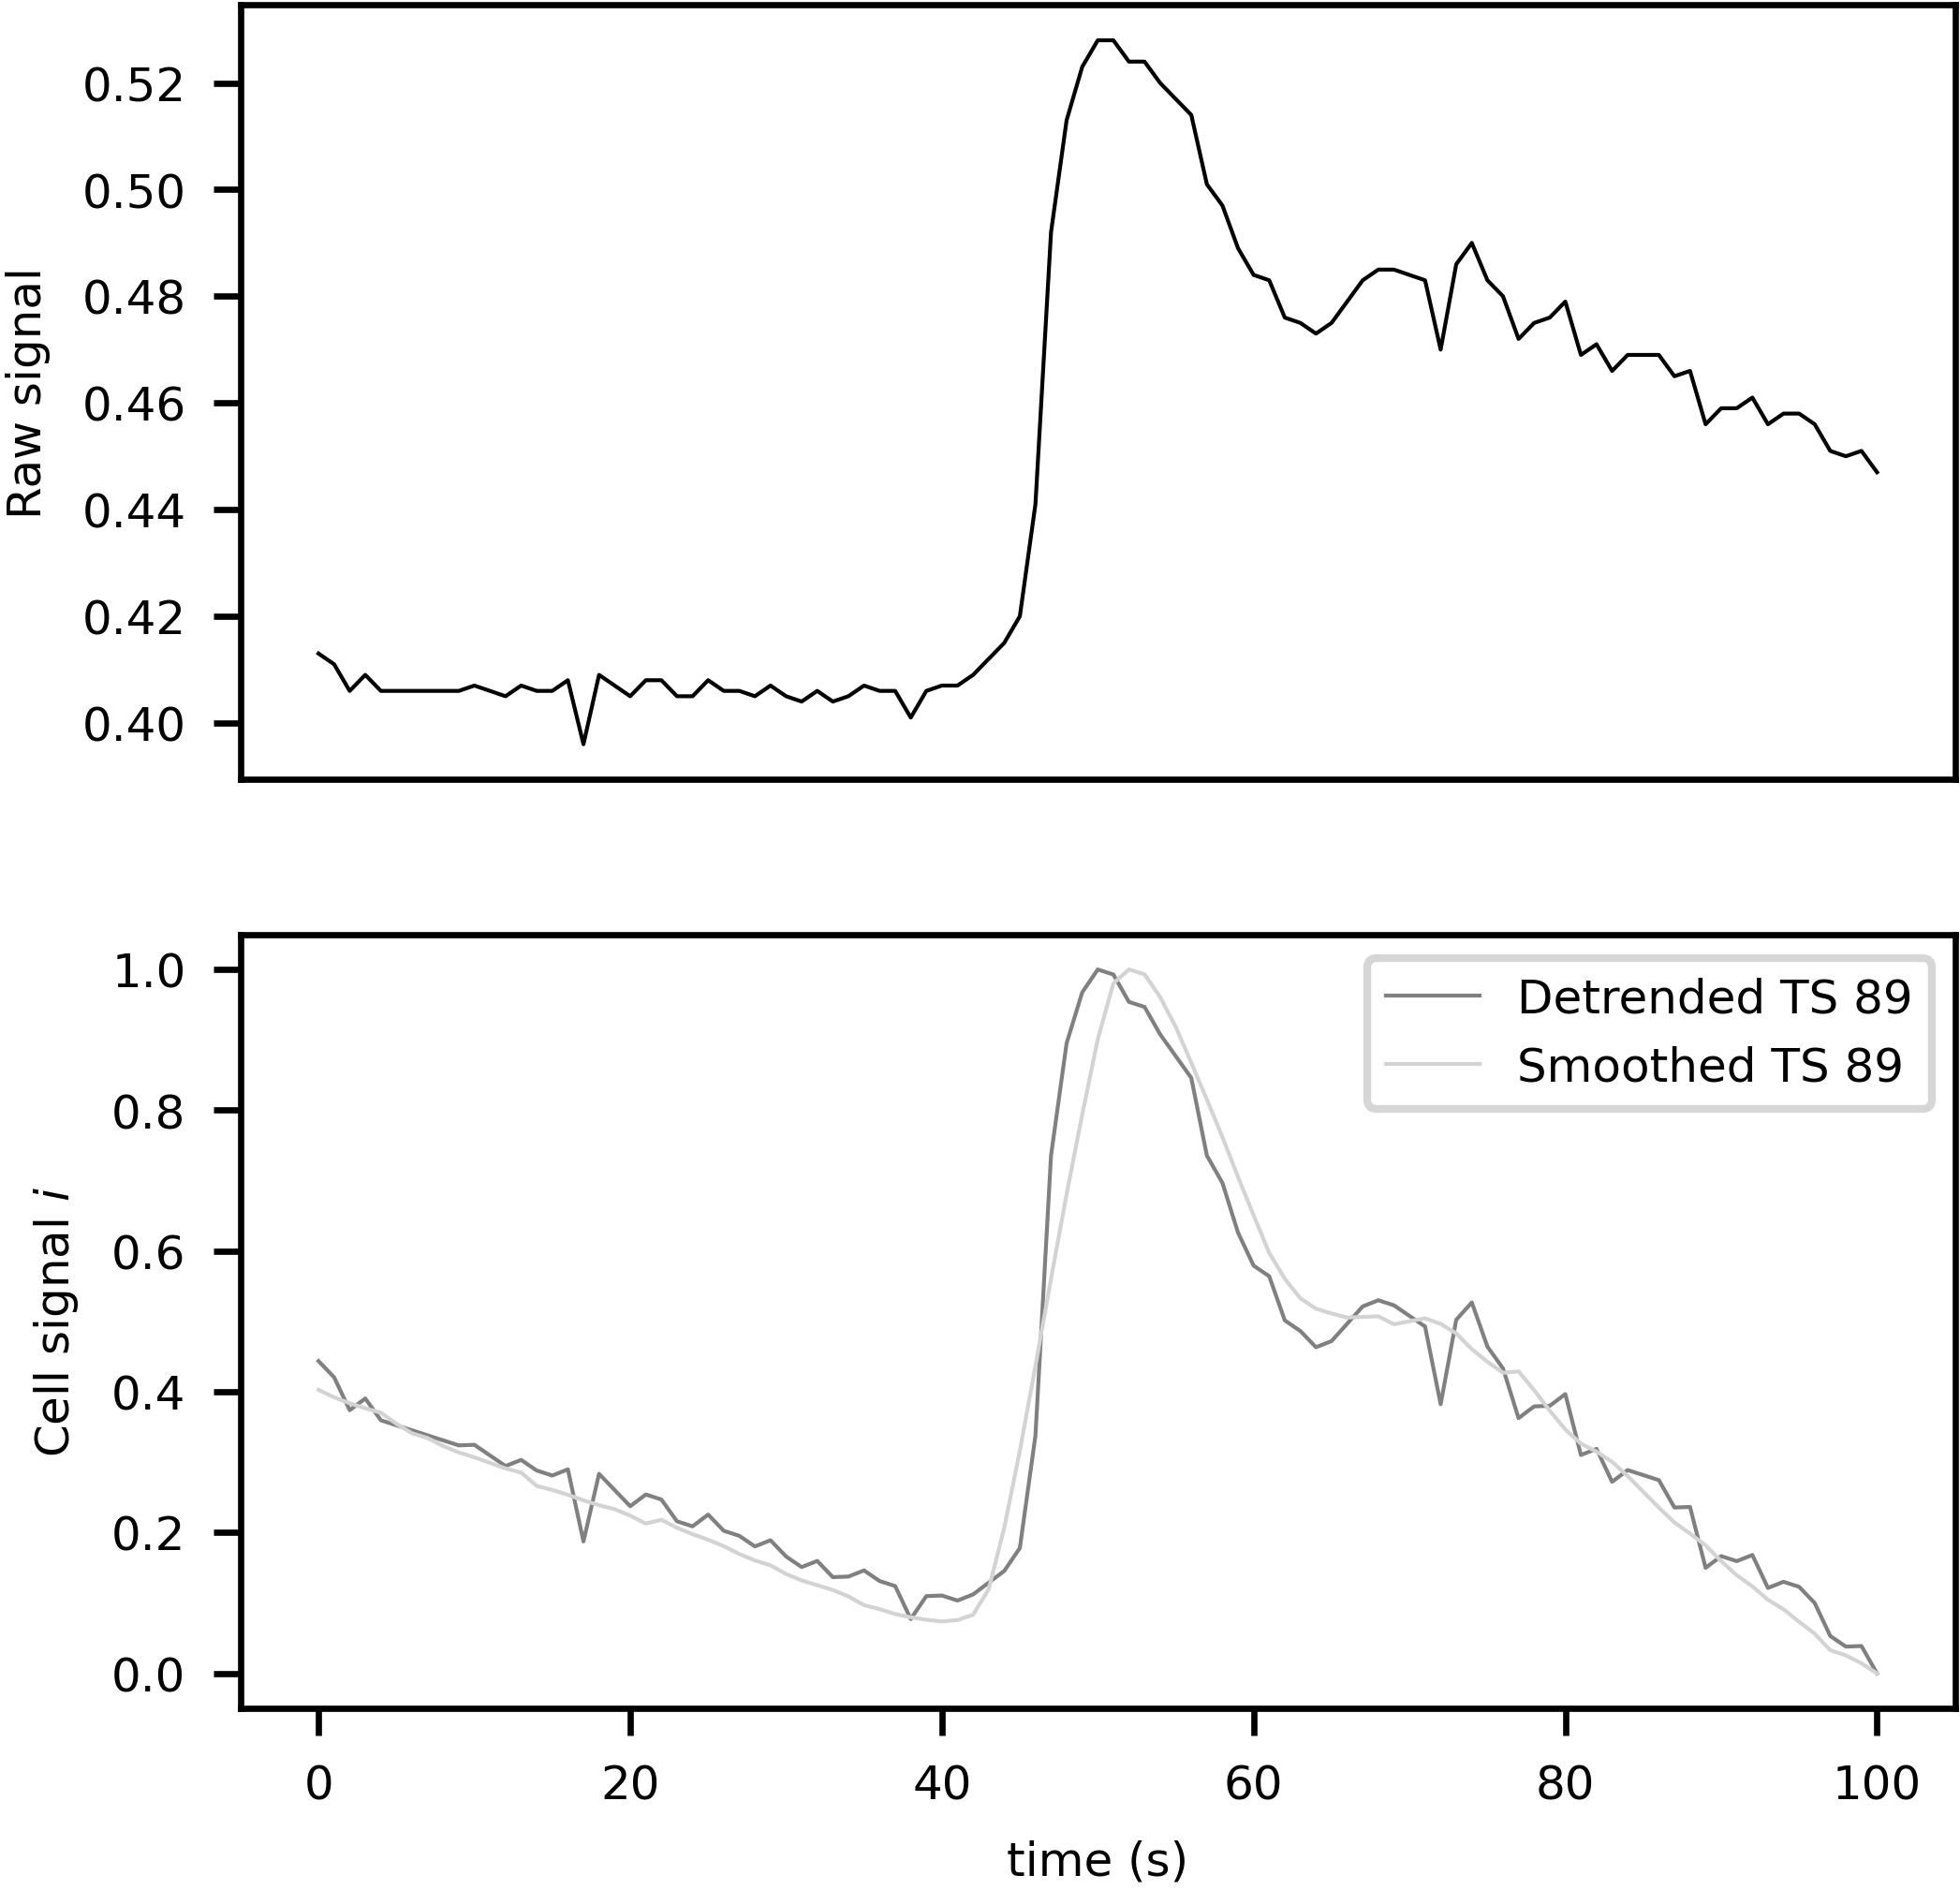 Raw signal
0.52
0.50
0.48
0.46
0.44
0.42
0.40
Cell signal i
1.0
0.8
0.6
0.4
0.2
0.0
Detrended TS 89
Smoothed TS 89
0 20 40 60 80 100
time (s)